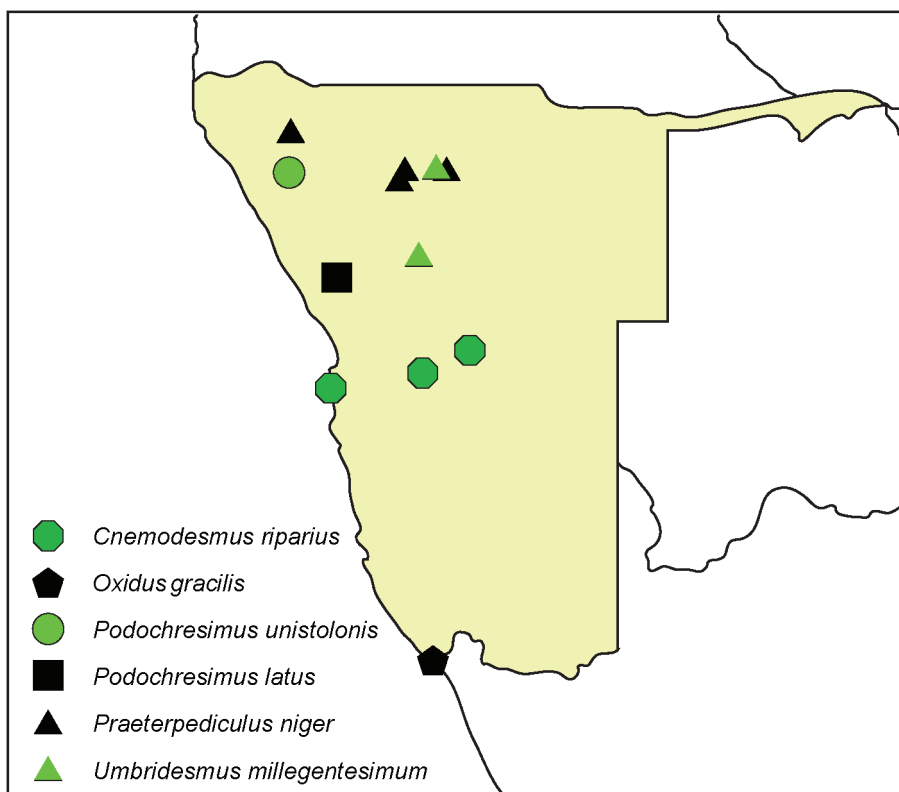 Cnemodesmus riparius
Oxidus gracilis
Podochresimus unistolonis
Podochresimus latus
Praeterpediculus niger
Umbridesmus millegentesimum